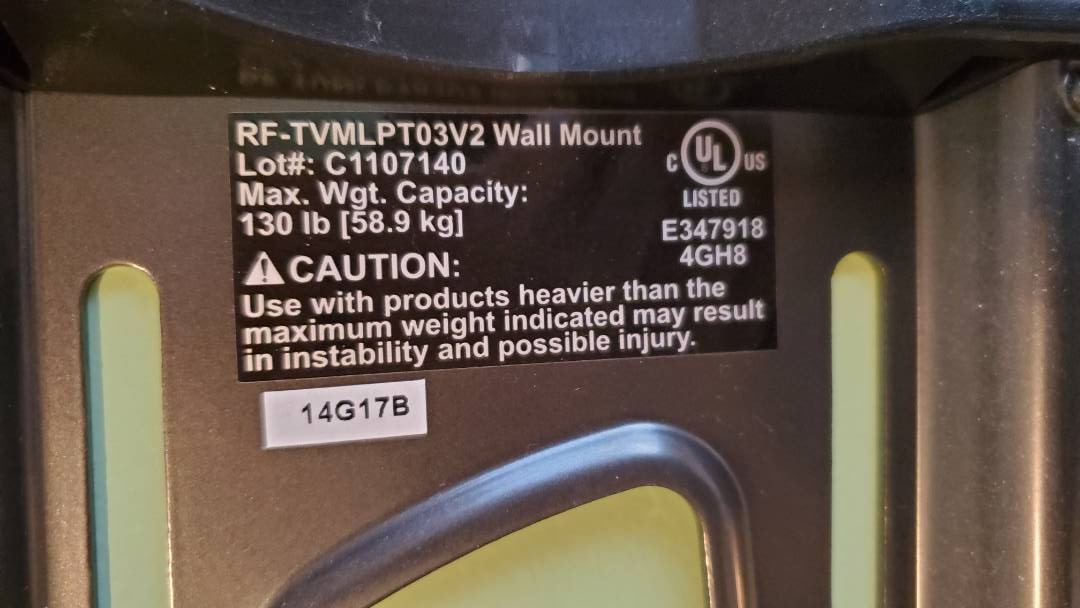 RF-TVMLPT03V2 Wall Mount
Lot#: C1107140
Max. Wgt. Capacity:
130 lb [58.9 kg]
C UL US
LISTED
E347918
4GH8
⚠ CAUTION:
Use with products heavier than the
maximum weight indicated may result
in instability and possible injury.
14G17B